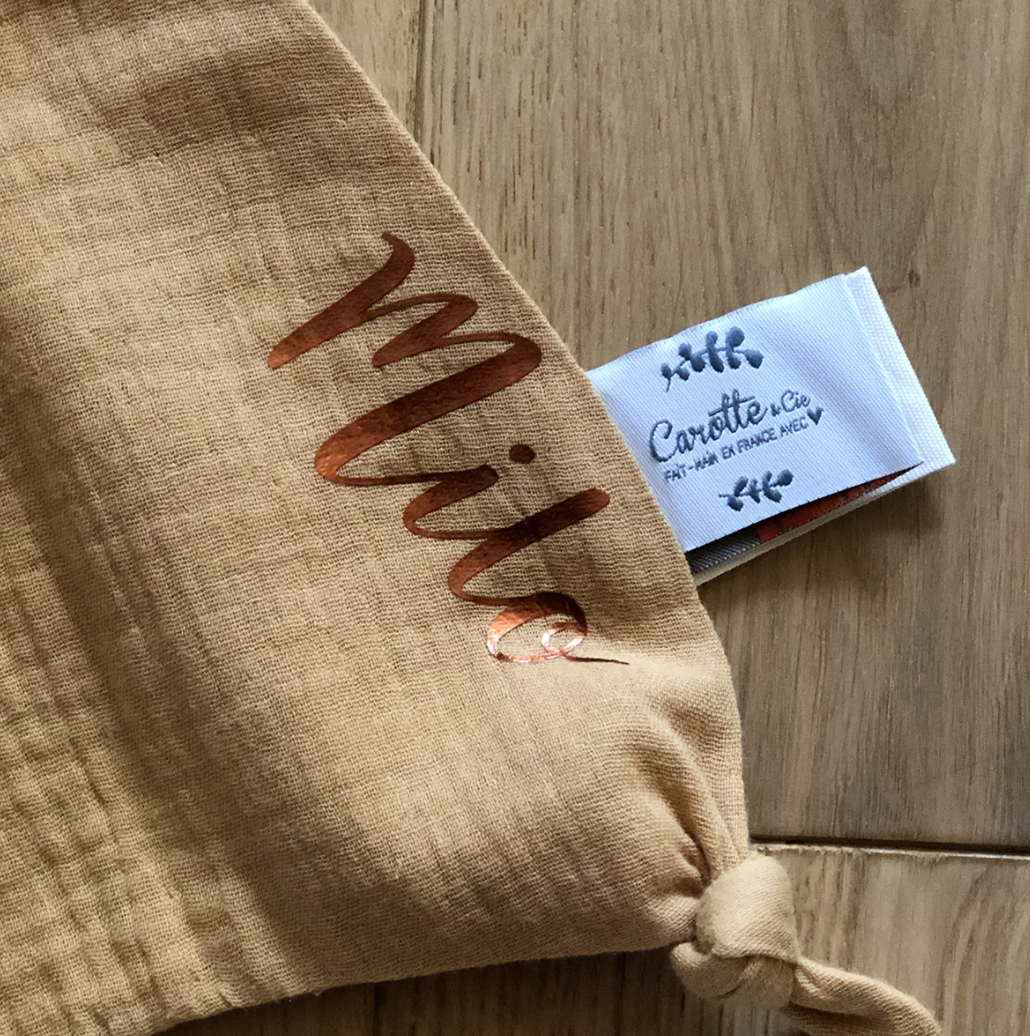 Milo
Carotte & Cie
FAIT-MAIN EN FRANCE AVEC ♥